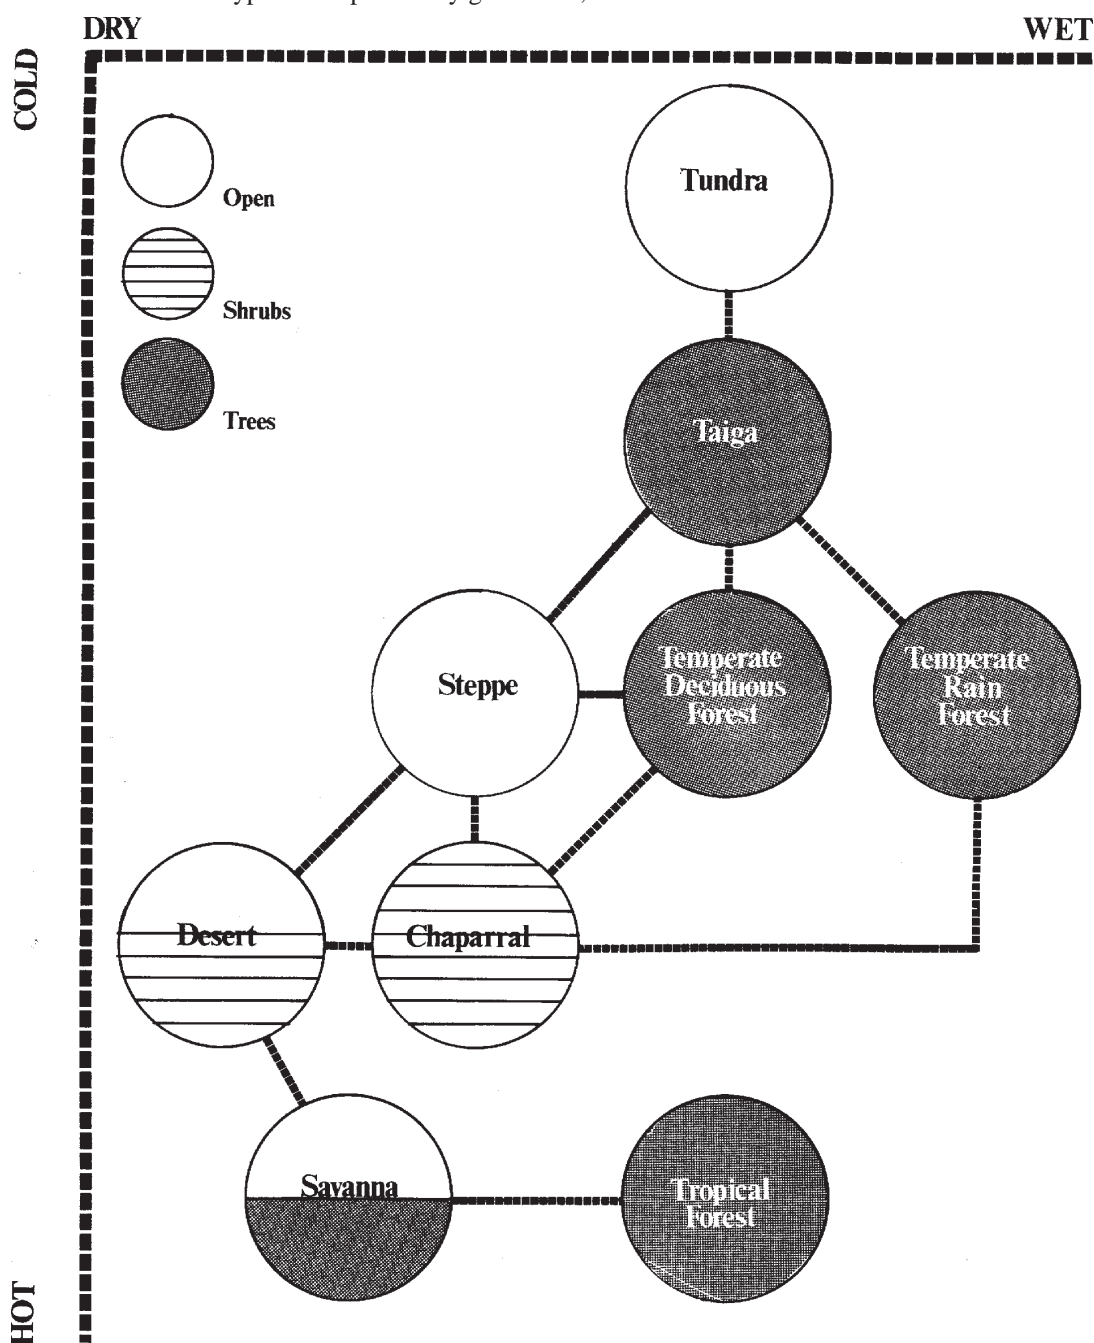 DRY
WET
COLD
Open
Shrubs
Trees
Tundra
Taiga
Steppe
Temperate
Deciduous
Forest
Temperate
Rain
Forest
Desert
Chaparral
Savanna
Tropical
Forest
HOT